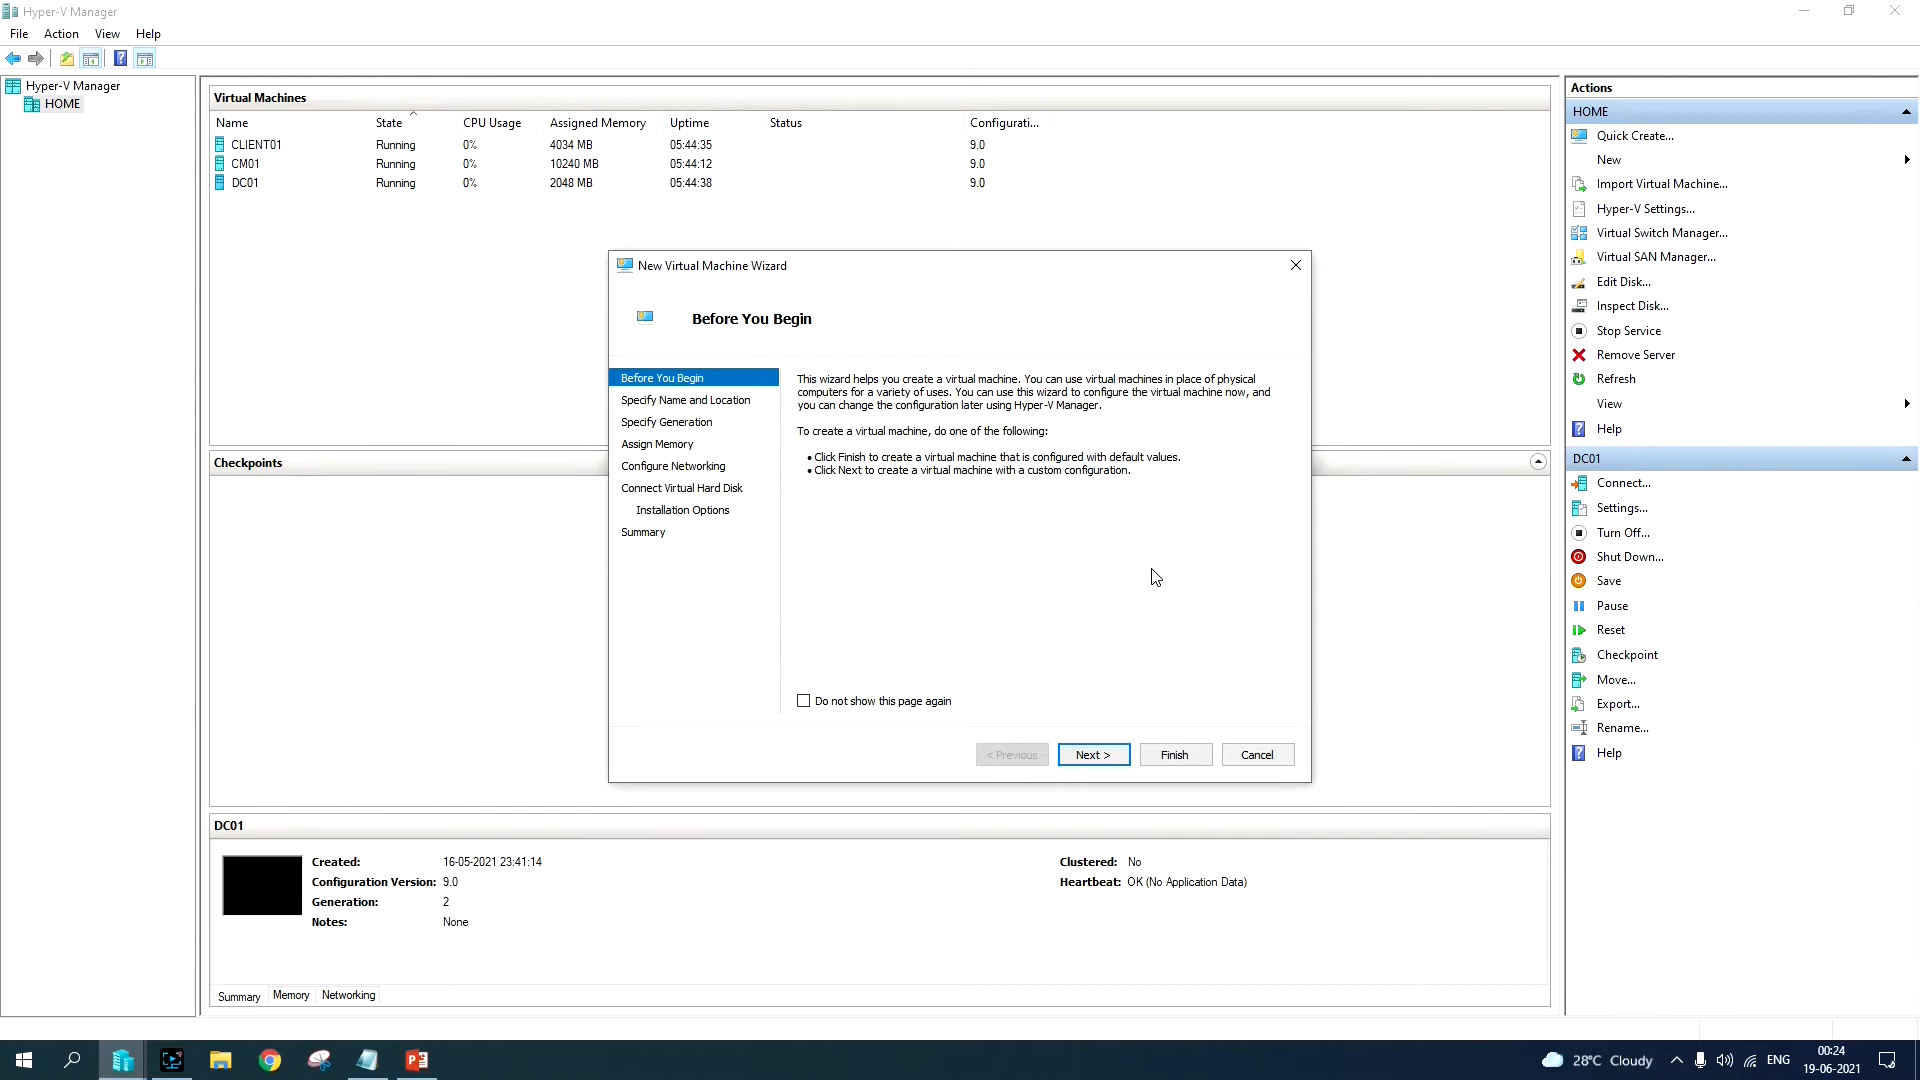 Hyper-V Manager
File Action View Help
Hyper-V Manager
HOME
Virtual Machines
Name State CPU Usage Assigned Memory Uptime Status Configurati...
CLIENT01 Running 0% 4034 MB 05:44:35 9.0
CM01 Running 0% 10240 MB 05:44:12 9.0
DC01 Running 0% 2048 MB 05:44:38 9.0
Checkpoints
New Virtual Machine Wizard
Before You Begin
Before You Begin
Specify Name and Location
Specify Generation
Assign Memory
Configure Networking
Connect Virtual Hard Disk
Installation Options
Summary
This wizard helps you create a virtual machine. You can use virtual machines in place of physical
computers for a variety of uses. You can use this wizard to configure the virtual machine now, and
you can change the configuration later using Hyper-V Manager.
To create a virtual machine, do one of the following:
• Click Finish to create a virtual machine that is configured with default values.
• Click Next to create a virtual machine with a custom configuration.
Do not show this page again
< Previous Next > Finish Cancel
DC01
Created: 16-05-2021 23:41:14 Clustered: No
Configuration Version: 9.0 Heartbeat: OK (No Application Data)
Generation: 2
Notes: None
Summary Memory Networking
Actions
HOME
Quick Create...
New
Import Virtual Machine...
Hyper-V Settings...
Virtual Switch Manager...
Virtual SAN Manager...
Edit Disk...
Inspect Disk...
Stop Service
Remove Server
Refresh
View
Help
DC01
Connect...
Settings...
Turn Off...
Shut Down...
Save
Pause
Reset
Checkpoint
Move...
Export...
Rename...
Help
28°C Cloudy ENG 00:24
19-06-2021